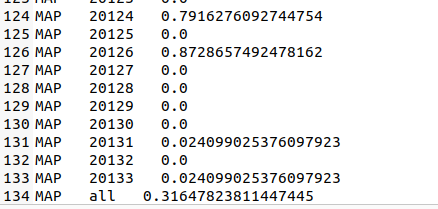 124 MAP 20124 0.7916276092744754
125 MAP 20125 0.0
126 MAP 20126 0.8728657492478162
127 MAP 20127 0.0
128 MAP 20128 0.0
129 MAP 20129 0.0
130 MAP 20130 0.0
131 MAP 20131 0.024099025376097923
132 MAP 20132 0.0
133 MAP 20133 0.024099025376097923
134 MAP all 0.31647823811447445